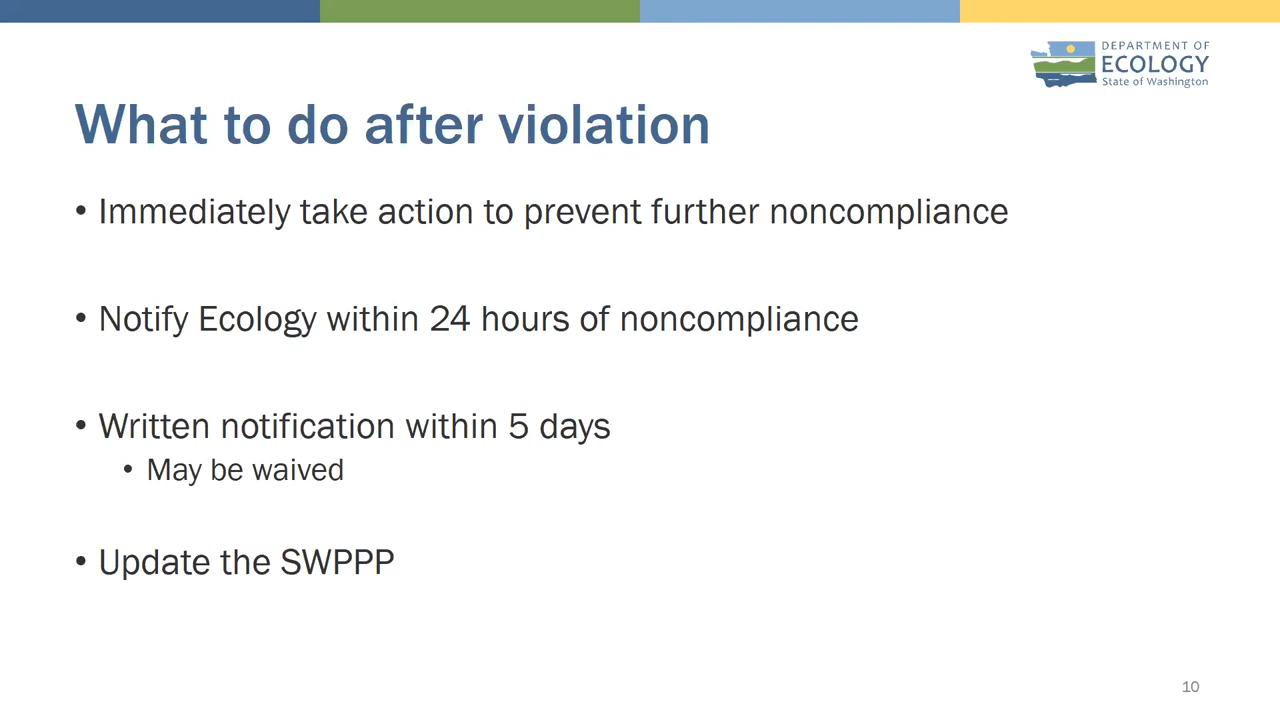 DEPARTMENT OF
ECOLOGY
State of Washington
What to do after violation
• Immediately take action to prevent further noncompliance
• Notify Ecology within 24 hours of noncompliance
• Written notification within 5 days
• May be waived
• Update the SWPPP
10